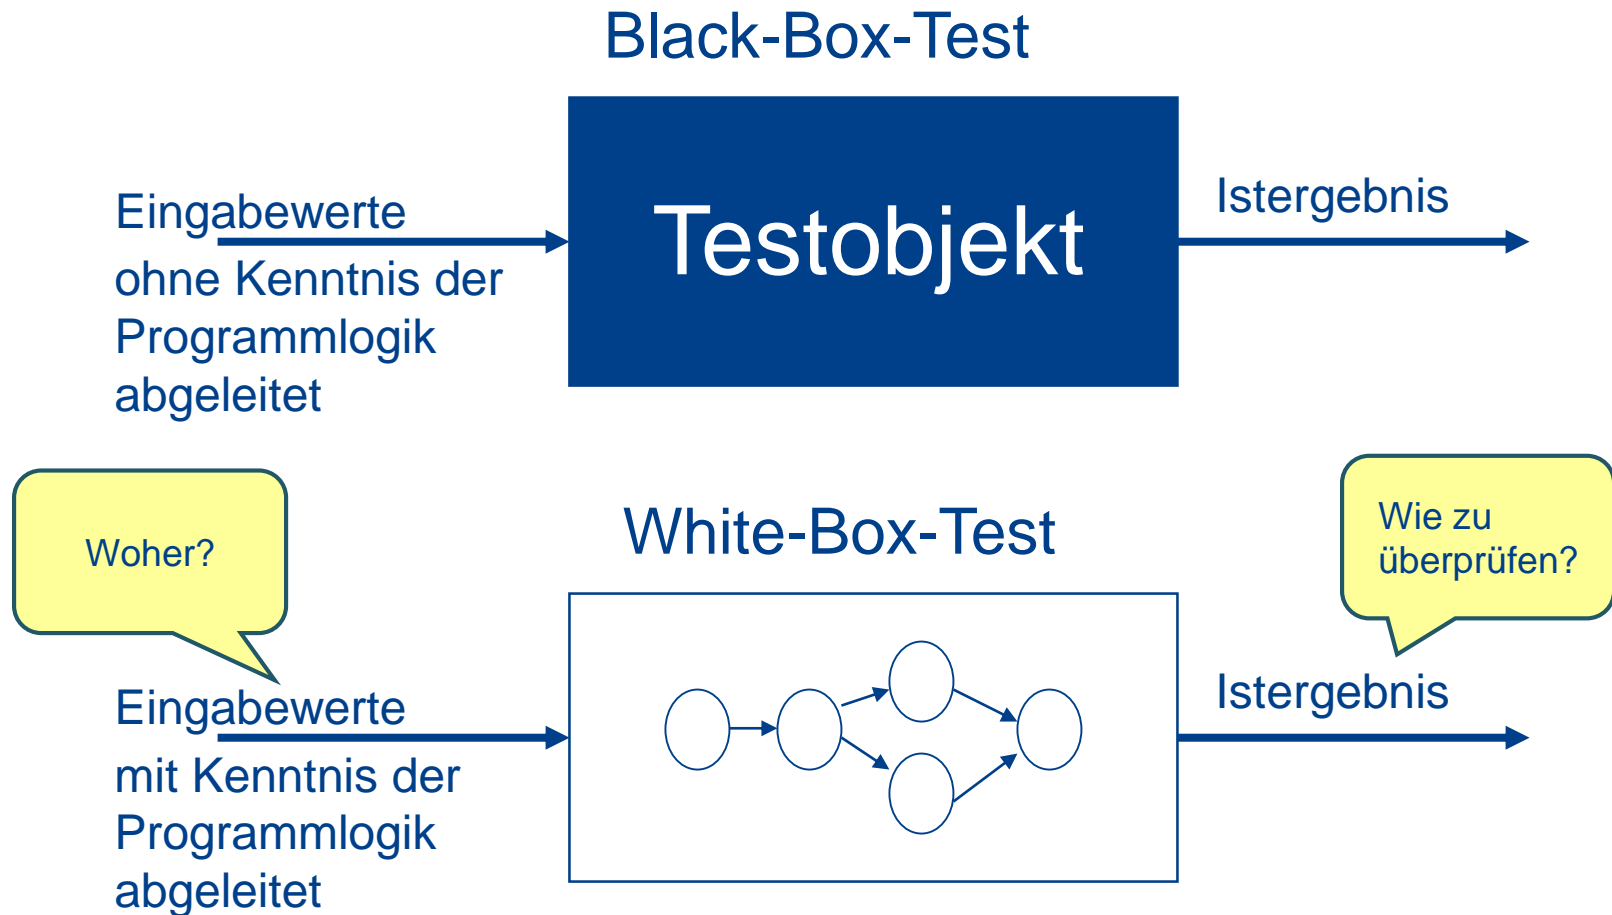 Black-Box-Test
Eingabewerte
ohne Kenntnis der
Programmlogik
abgeleitet
Testobjekt
Istergebnis
Woher?
White-Box-Test
Wie zu
überprüfen?
Eingabewerte
mit Kenntnis der
Programmlogik
abgeleitet
Istergebnis